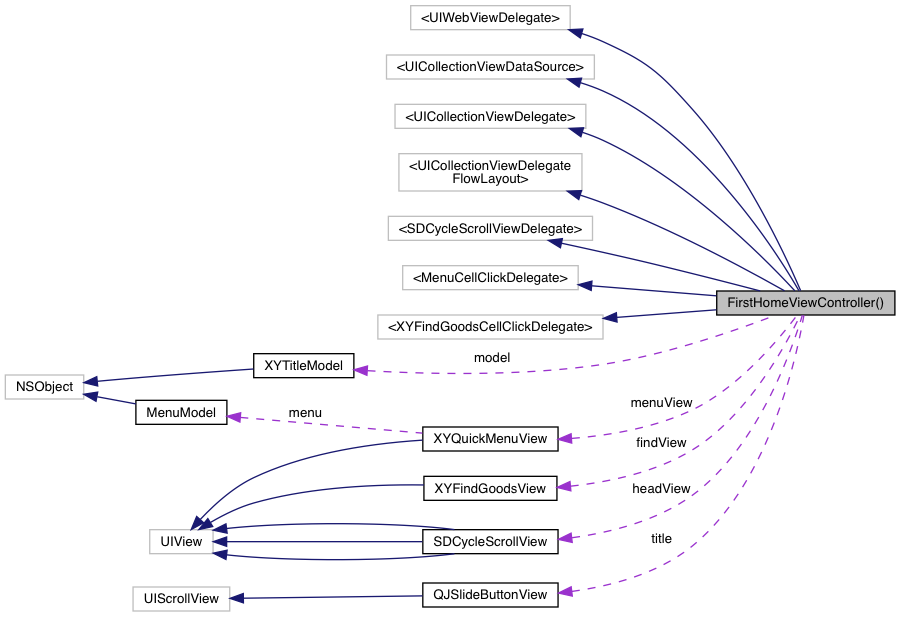 <UIWebViewDelegate>
<UICollectionViewDataSource>
<UICollectionViewDelegate>
<UICollectionViewDelegate
FlowLayout>
<SDCycleScrollViewDelegate>
<MenuCellClickDelegate>
FirstHomeViewController()
<XYFindGoodsCellClickDelegate>
model
XYTitleModel
NSObject
menuView
MenuModel
menu
XYQuickMenuView
findView
XYFindGoodsView
headView
UIView
SDCycleScrollView
title
UIScrollView
QJSlideButtonView